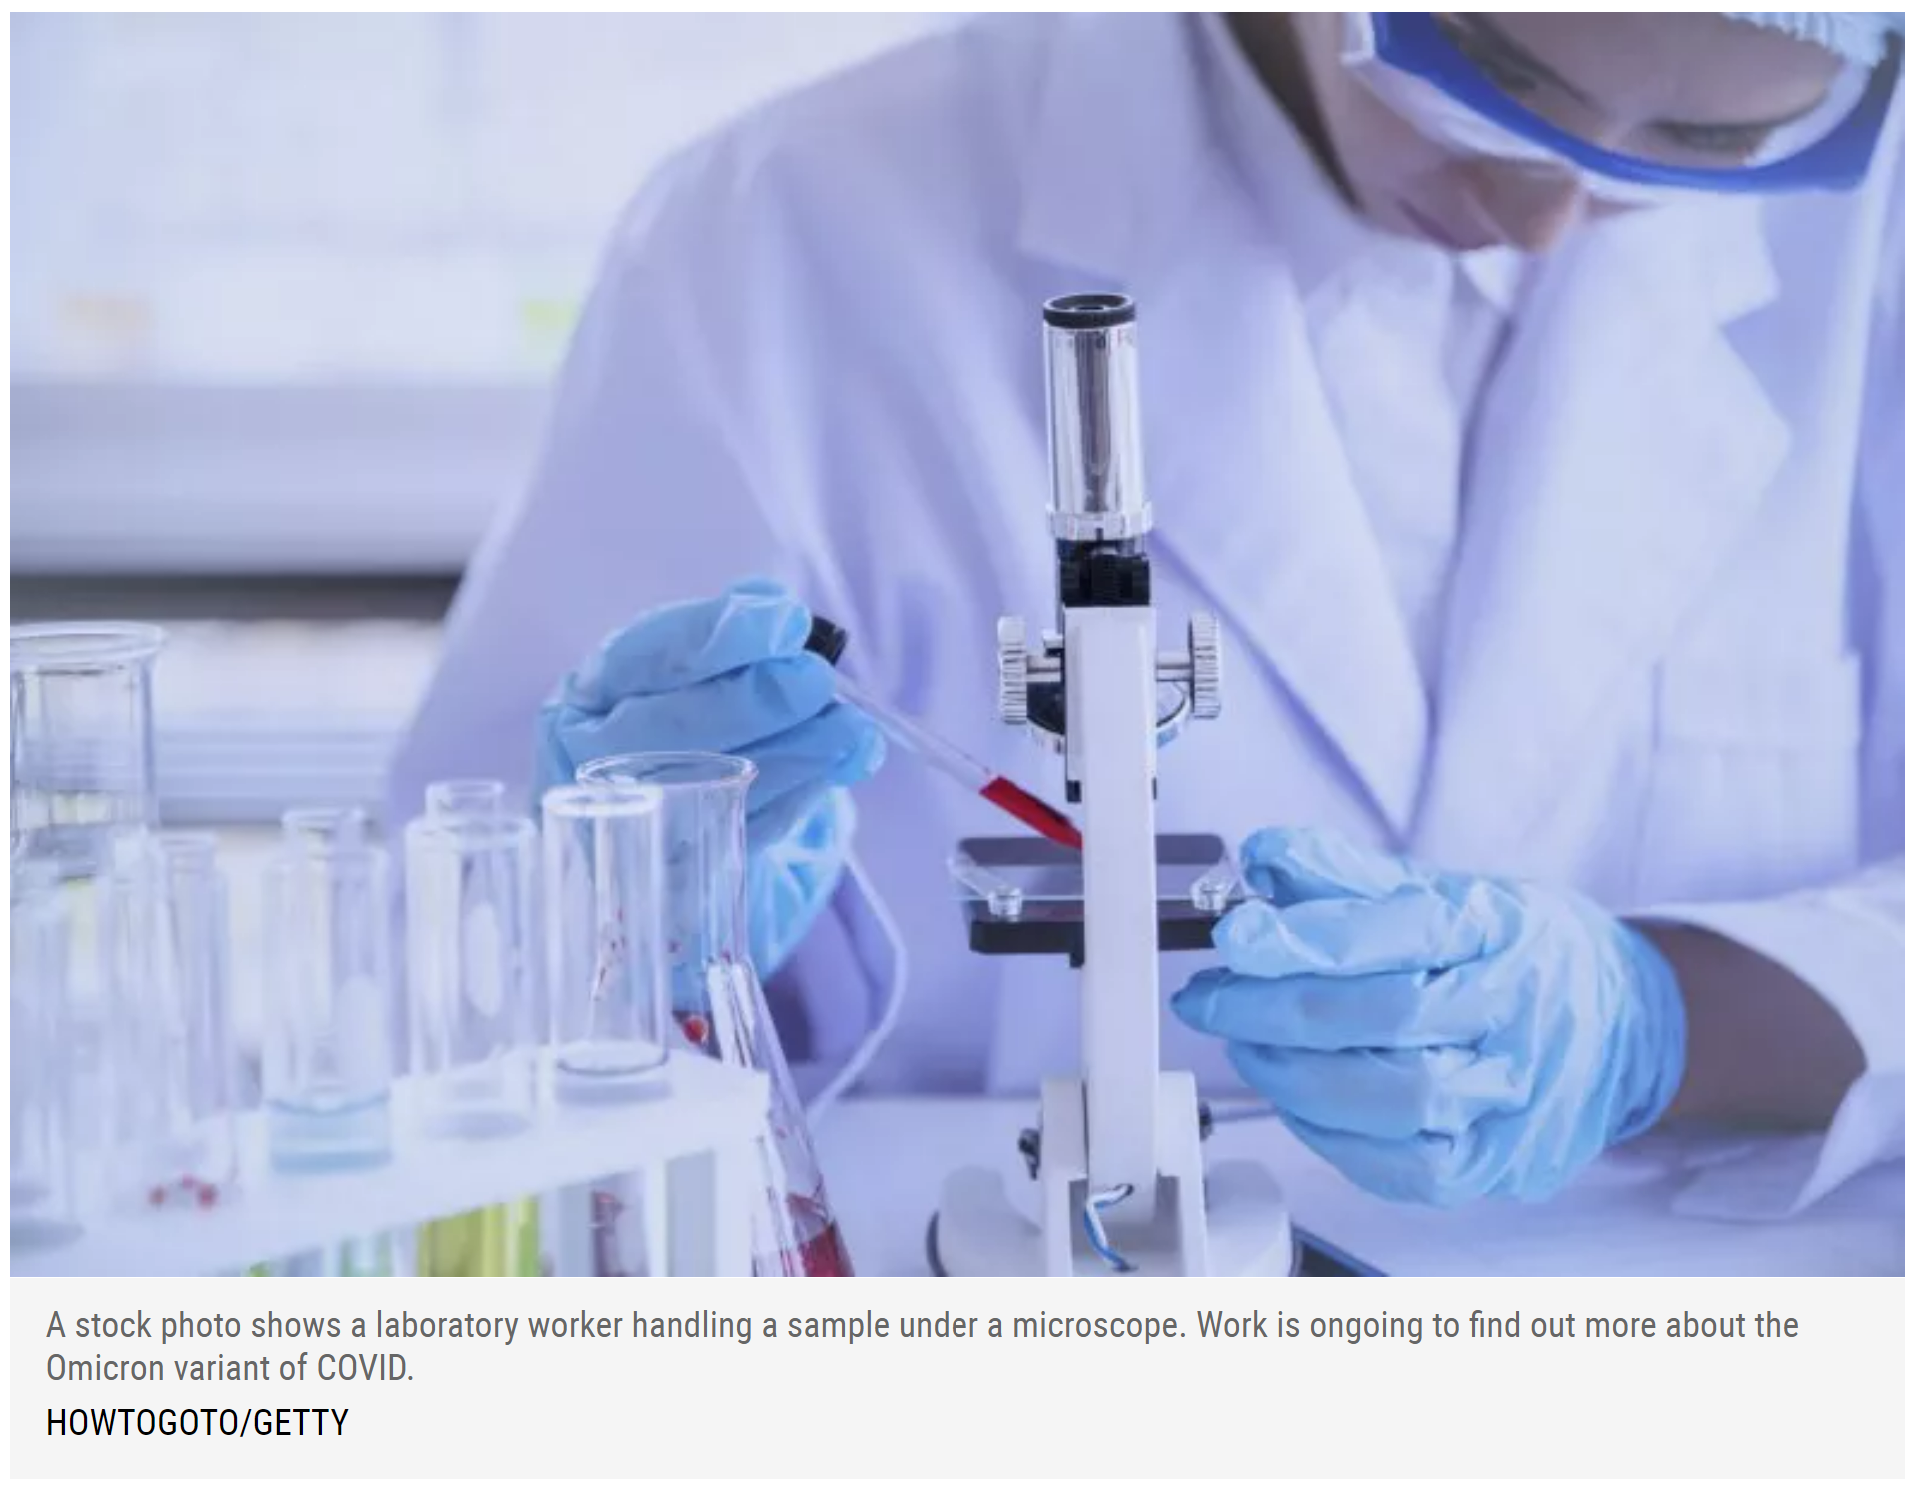 A stock photo shows a laboratory worker handling a sample under a microscope. Work is ongoing to find out more about the
Omicron variant of COVID.
HOWTOGOTO/GETTY